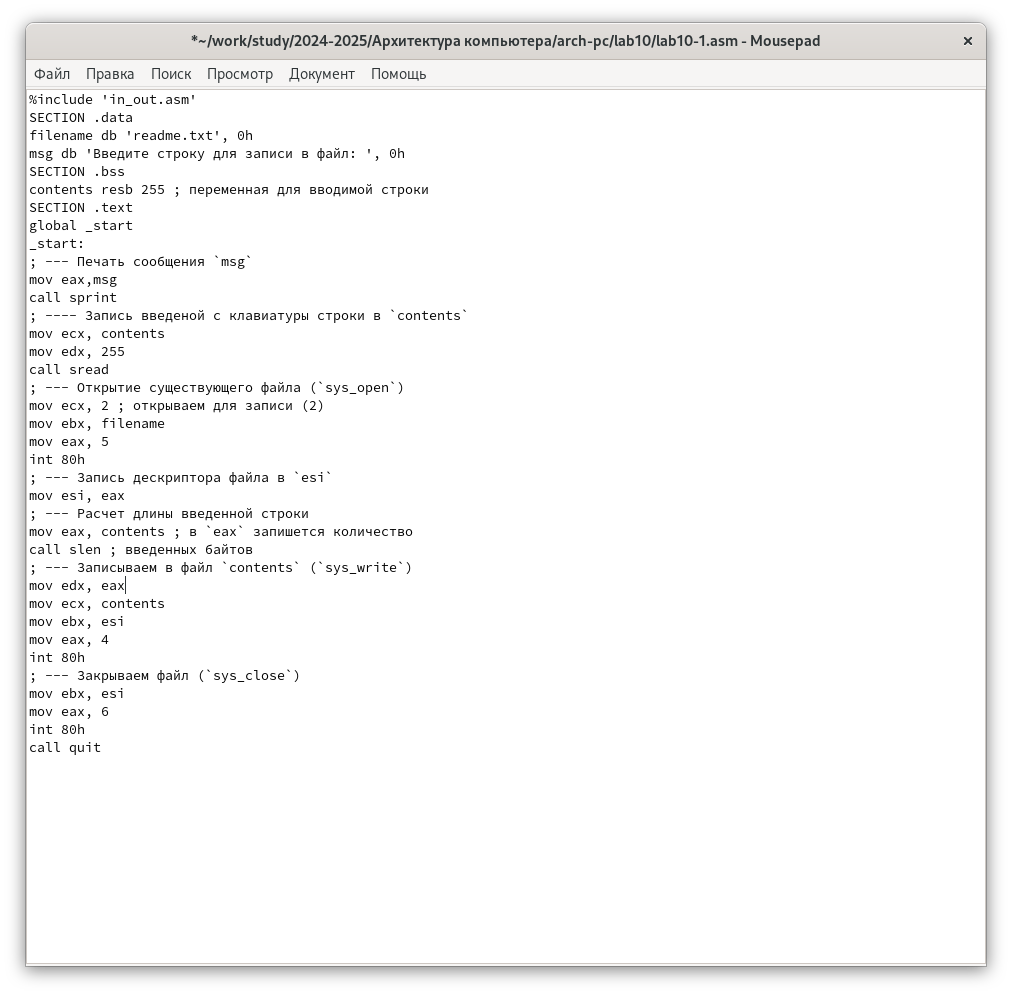 *~/work/study/2024-2025/Архитектура компьютера/arch-pc/lab10/lab10-1.asm - Mousepad
Файл Правка Поиск Просмотр Документ Помощь
%include 'in_out.asm'
SECTION .data
filename db 'readme.txt', 0h
msg db 'Введите строку для записи в файл: ', 0h
SECTION .bss
contents resb 255 ; переменная для вводимой строки
SECTION .text
global _start
_start:
; --- Печать сообщения `msg`
mov eax,msg
call sprint
; ---- Запись введеной с клавиатуры строки в `contents`
mov ecx, contents
mov edx, 255
call sread
; --- Открытие существующего файла (`sys_open`)
mov ecx, 2 ; открываем для записи (2)
mov ebx, filename
mov eax, 5
int 80h
; --- Запись дескриптора файла в `esi`
mov esi, eax
; --- Расчет длины введенной строки
mov eax, contents ; в `eax` запишется количество
call slen ; введенных байтов
; --- Записываем в файл `contents` (`sys_write`)
mov edx, eax
mov ecx, contents
mov ebx, esi
mov eax, 4
int 80h
; --- Закрываем файл (`sys_close`)
mov ebx, esi
mov eax, 6
int 80h
call quit